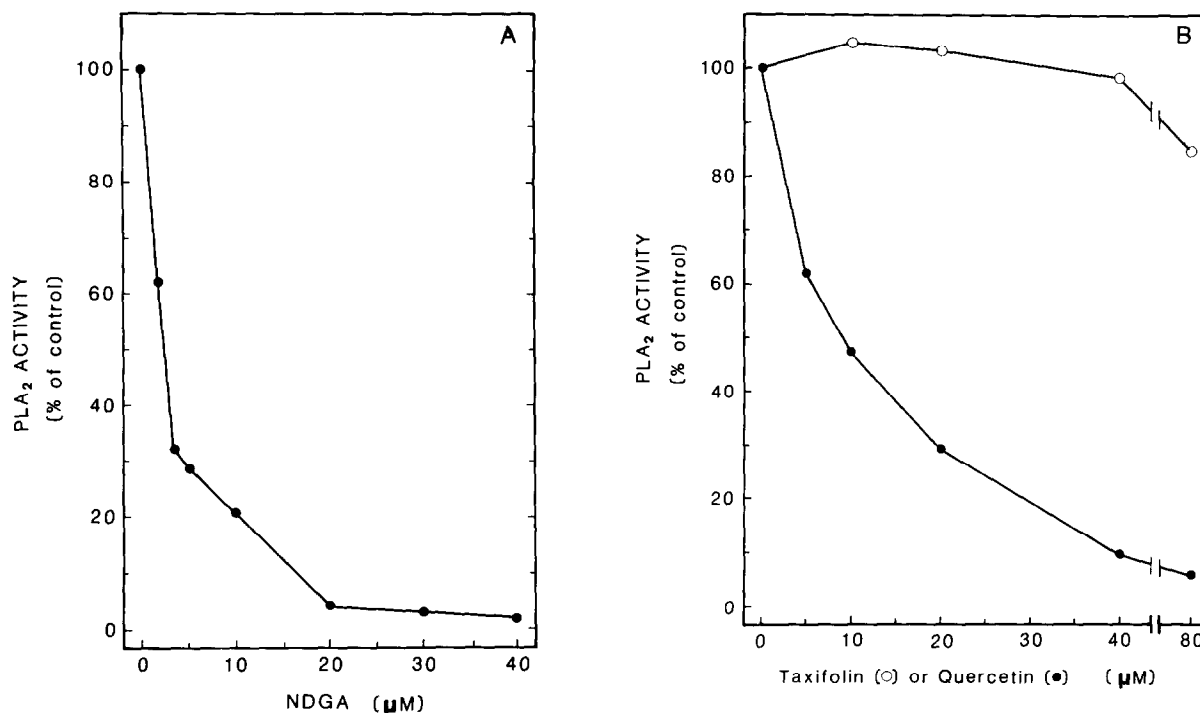 A
100
80
60
40
20
0
PLA₂ ACTIVITY
(% of control)
0 10 20 30 40
NDGA (μM)
B
100
80
60
40
20
0
PLA₂ ACTIVITY
(% of control)
0 10 20 30 40 80
Taxifolin (○) or Quercetin (●) (μM)